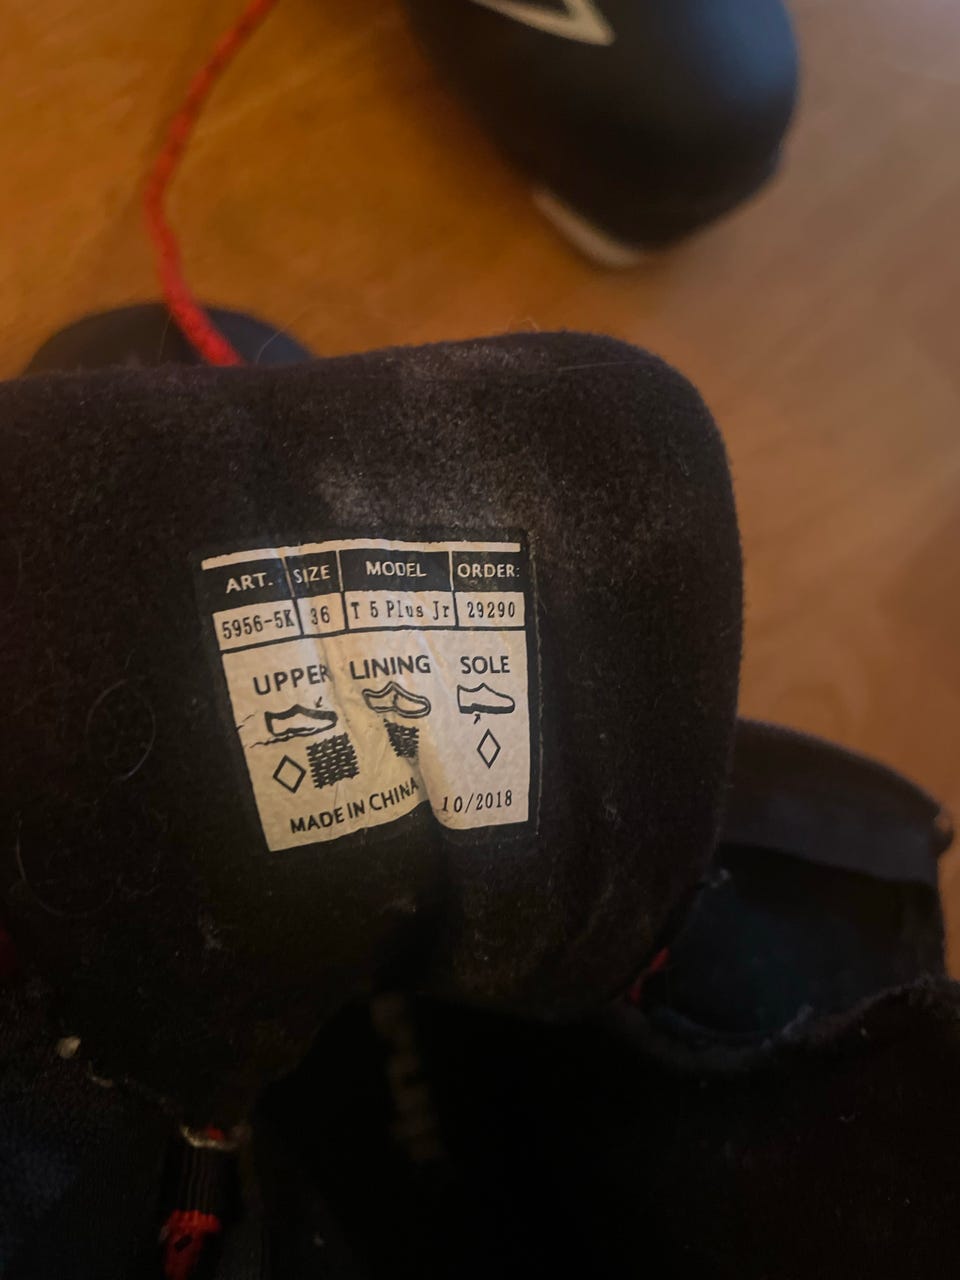 ART. SIZE MODEL ORDER:
5956-5K 36 T 5 Plus Jr 29290
UPPER LINING SOLE
MADE IN CHINA 10/2018